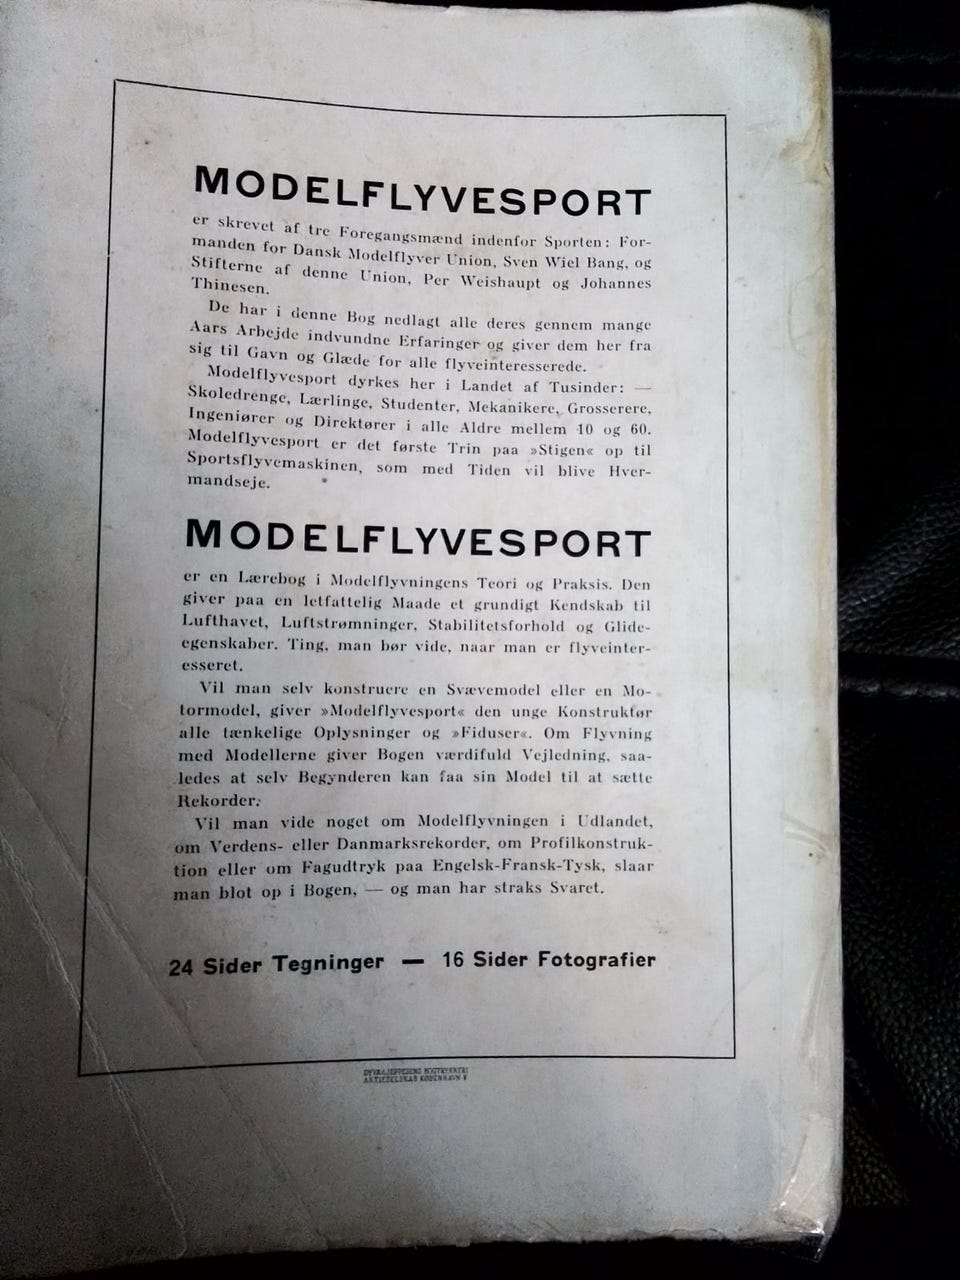 MODELFLYVESPORT
er skrevet af tre Foregangsmænd indenfor Sporten: For-
manden for Dansk Modelflyver Union, Sven Wiel Bang, og
Stifterne af denne Union, Per Weishaupt og Johannes
Thinesen.
De har i denne Bog nedlagt alle deres gennem mange
Aars Arbejde indvundne Erfaringer og giver dem her fra
sig til Gavn og Glæde for alle flyveinteresserede.
Modelflyvesport dyrkes her i Landet af Tusinder: —
Skoledrenge, Lærlinge, Studenter, Mekanikere, Grosserere,
Ingeniører og Direktører i alle Aldre mellem 10 og 60.
Modelflyvesport er det første Trin paa »Stigen« op til
Sportsflyvemaskinen, som med Tiden vil blive Hver-
mandseje.
MODELFLYVESPORT
er en Lærebog i Modelflyvningens Teori og Praksis. Den
giver paa en letfattelig Maade et grundigt Kendskab til
Lufthavet, Luftstrømninger, Stabilitetsforhold og Glide-
egenskaber. Ting, man bør vide, naar man er flyveinter-
esseret.
Vil man selv konstruere en Svævemodel eller en Mo-
tormodel, giver »Modelflyvesport« den unge Konstruktør
alle tænkelige Oplysninger og »Fiduser«. Om Flyvning
med Modellerne giver Bogen værdifuld Vejledning, saa-
ledes at selv Begynderen kan faa sin Model til at sætte
Rekorder.
Vil man vide noget om Modelflyvningen i Udlandet,
om Verdens- eller Danmarksrekorder, om Profilkonstruk-
tion eller om Fagudtryk paa Engelsk-Fransk-Tysk, slaar
man blot op i Bogen, — og man har straks Svaret.
24 Sider Tegninger — 16 Sider Fotografier
DYVA & JEPPESENS BOGTRYKKERI
AKTIESELSKAB KØBENHAVN